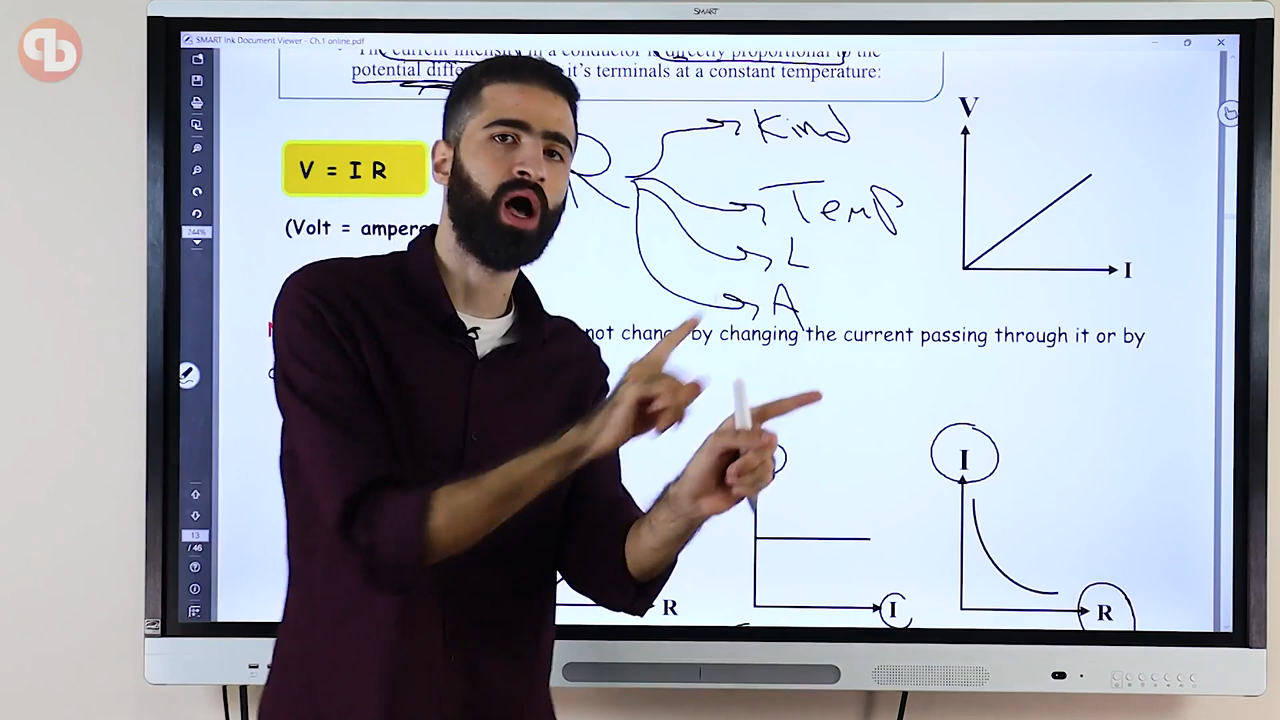 SMART
pb
SMART Ink Document Viewer - Ch.1 online.pdf
The current intensity in a conductor is directly proportional to the
potential diffe it's terminals at a constant temperature:
V
Kind
V = I R
R
Temp
244%
(Volt = ampere
L
I
A
not change by changing the current passing through it or by
I
13
/ 46
R
I
R